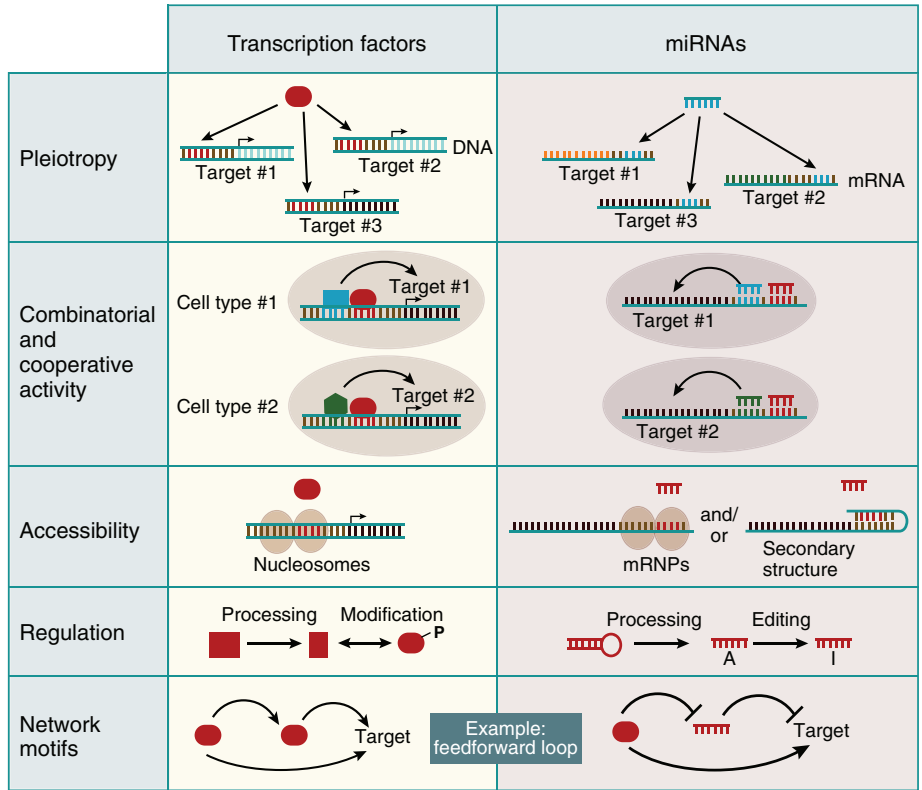 Transcription factors
miRNAs
Pleiotropy
Target #1
Target #2
DNA
Target #3
Target #1
Target #2
mRNA
Target #3
Combinatorial
and
cooperative
activity
Cell type #1
Target #1
Cell type #2
Target #2
Target #1
Target #2
Accessibility
Nucleosomes
mRNPs
and/
or
Secondary
structure
Regulation
Processing
Modification
P
Processing
Editing
A
I
Network
motifs
Target
Example:
feedforward loop
Target